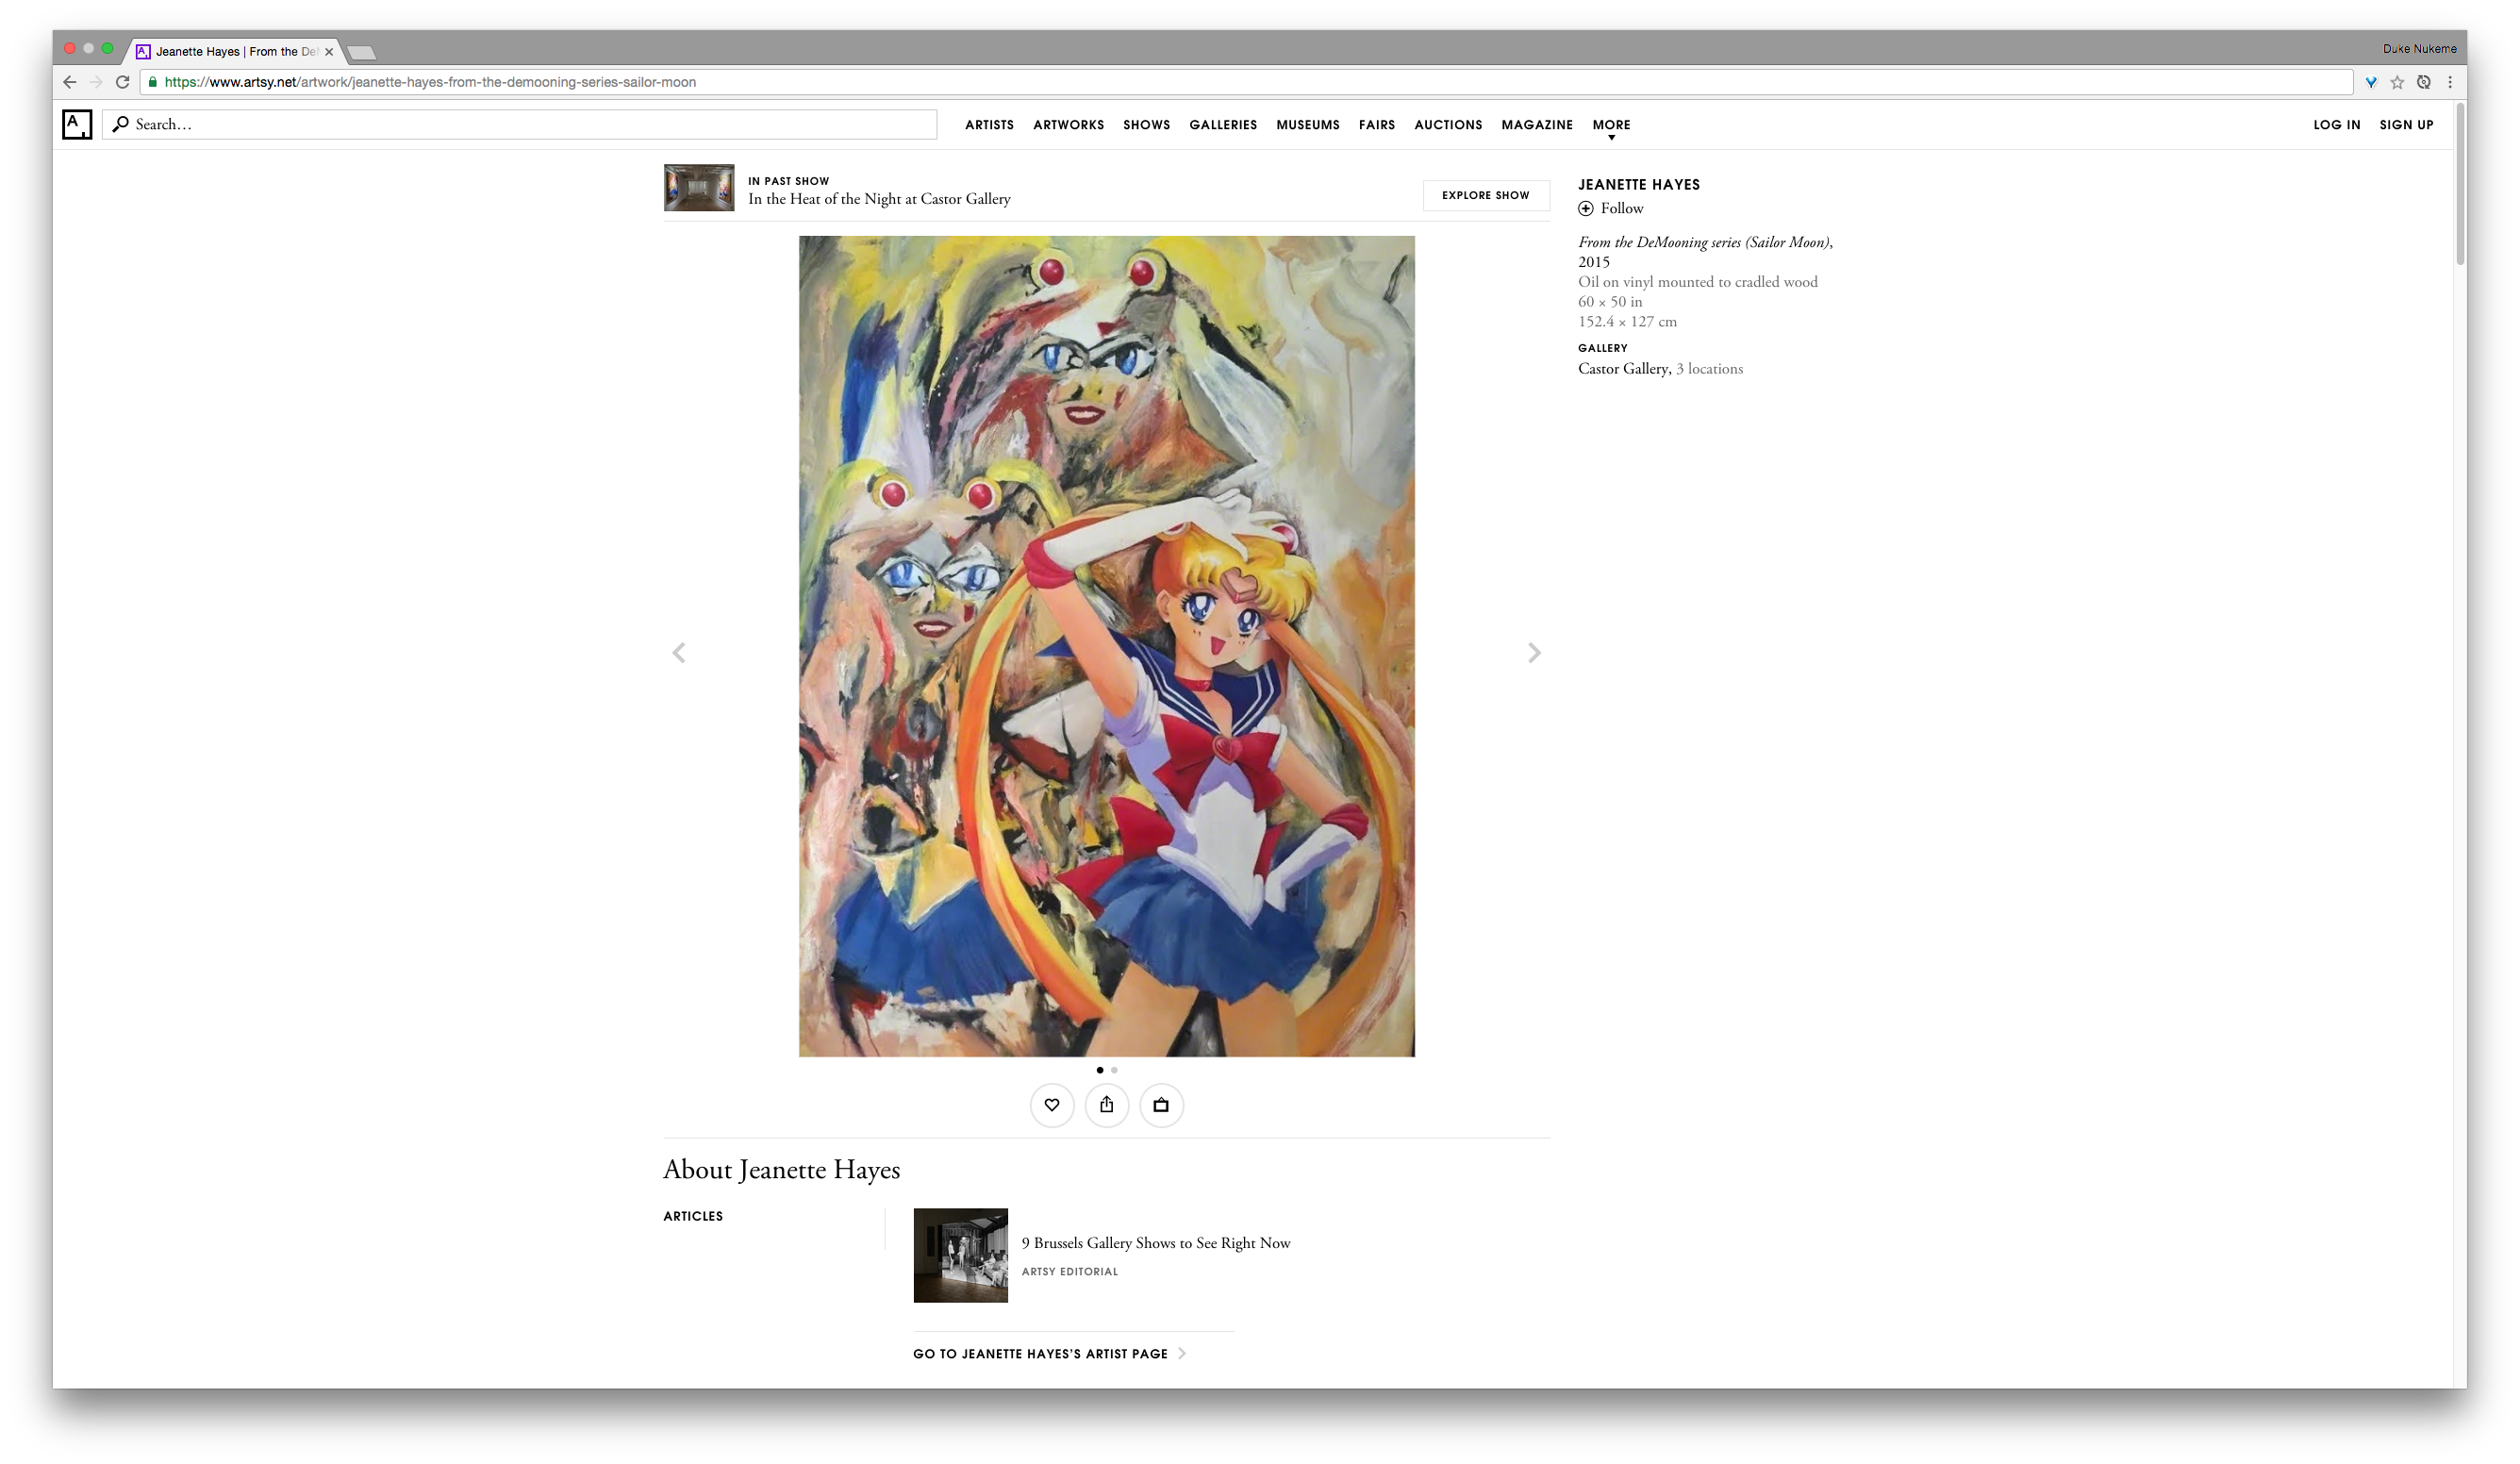 Jeanette Hayes | From the De
Duke Nukeme
https://www.artsy.net/artwork/jeanette-hayes-from-the-demooning-series-sailor-moon
A
Search…
ARTISTS ARTWORKS SHOWS GALLERIES MUSEUMS FAIRS AUCTIONS MAGAZINE MORE
LOG IN SIGN UP
IN PAST SHOW
In the Heat of the Night at Castor Gallery
EXPLORE SHOW
JEANETTE HAYES
Follow
From the DeMooning series (Sailor Moon),
2015
Oil on vinyl mounted to cradled wood
60 × 50 in
152.4 × 127 cm
GALLERY
Castor Gallery, 3 locations
About Jeanette Hayes
ARTICLES
9 Brussels Gallery Shows to See Right Now
ARTSY EDITORIAL
GO TO JEANETTE HAYES'S ARTIST PAGE